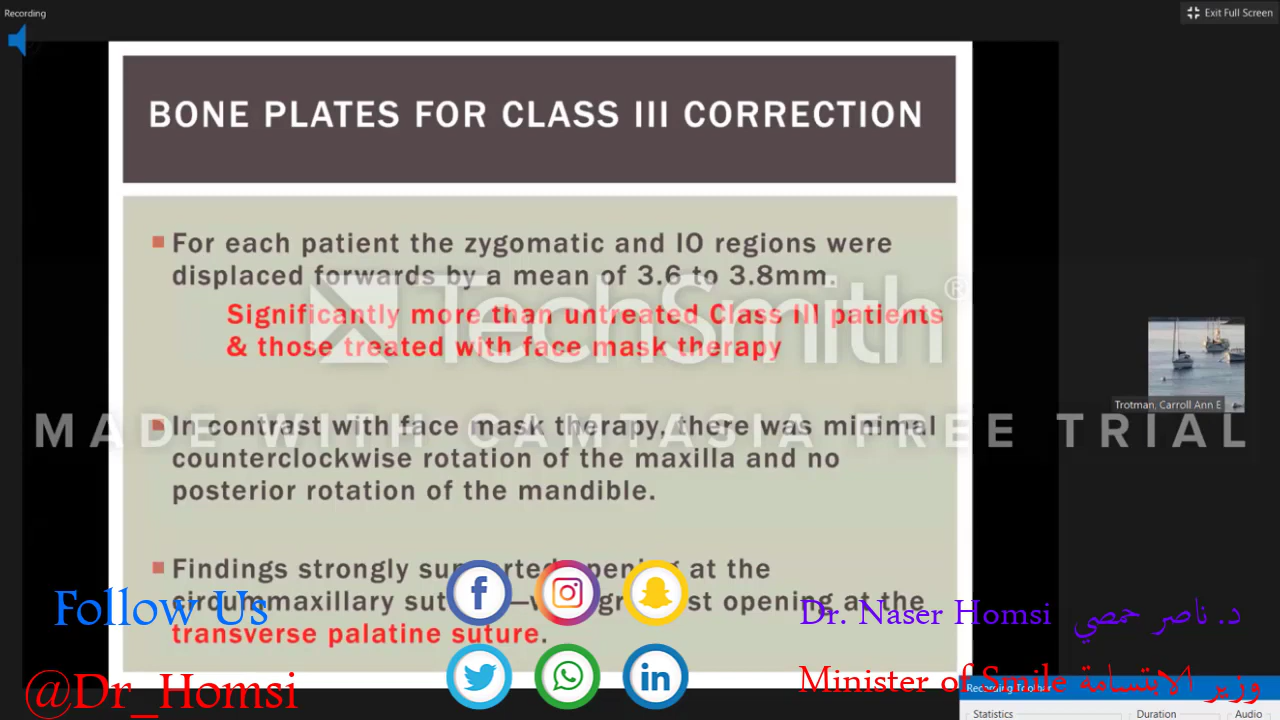 Recording
Exit Full Screen
BONE PLATES FOR CLASS III CORRECTION
For each patient the zygomatic and IO regions were
displaced forwards by a mean of 3.6 to 3.8mm.
Significantly more than untreated Class III patients
& those treated with face mask therapy
TechSmith®
Trotman, Carroll Ann E
MADE WITH CAMTASIA FREE TRIAL
In contrast with face mask therapy, there was minimal
counterclockwise rotation of the maxilla and no
posterior rotation of the mandible.
Findings strongly supported opening at the
circummaxillary opening at the
transverse palatine suture.
Follow Us
@Dr_Homsi
Dr. Naser Homsi د. ناصر حمصي
Minister of Smile وزير الابتسامة
Recording Toolbar
Statistics
Duration
Audio